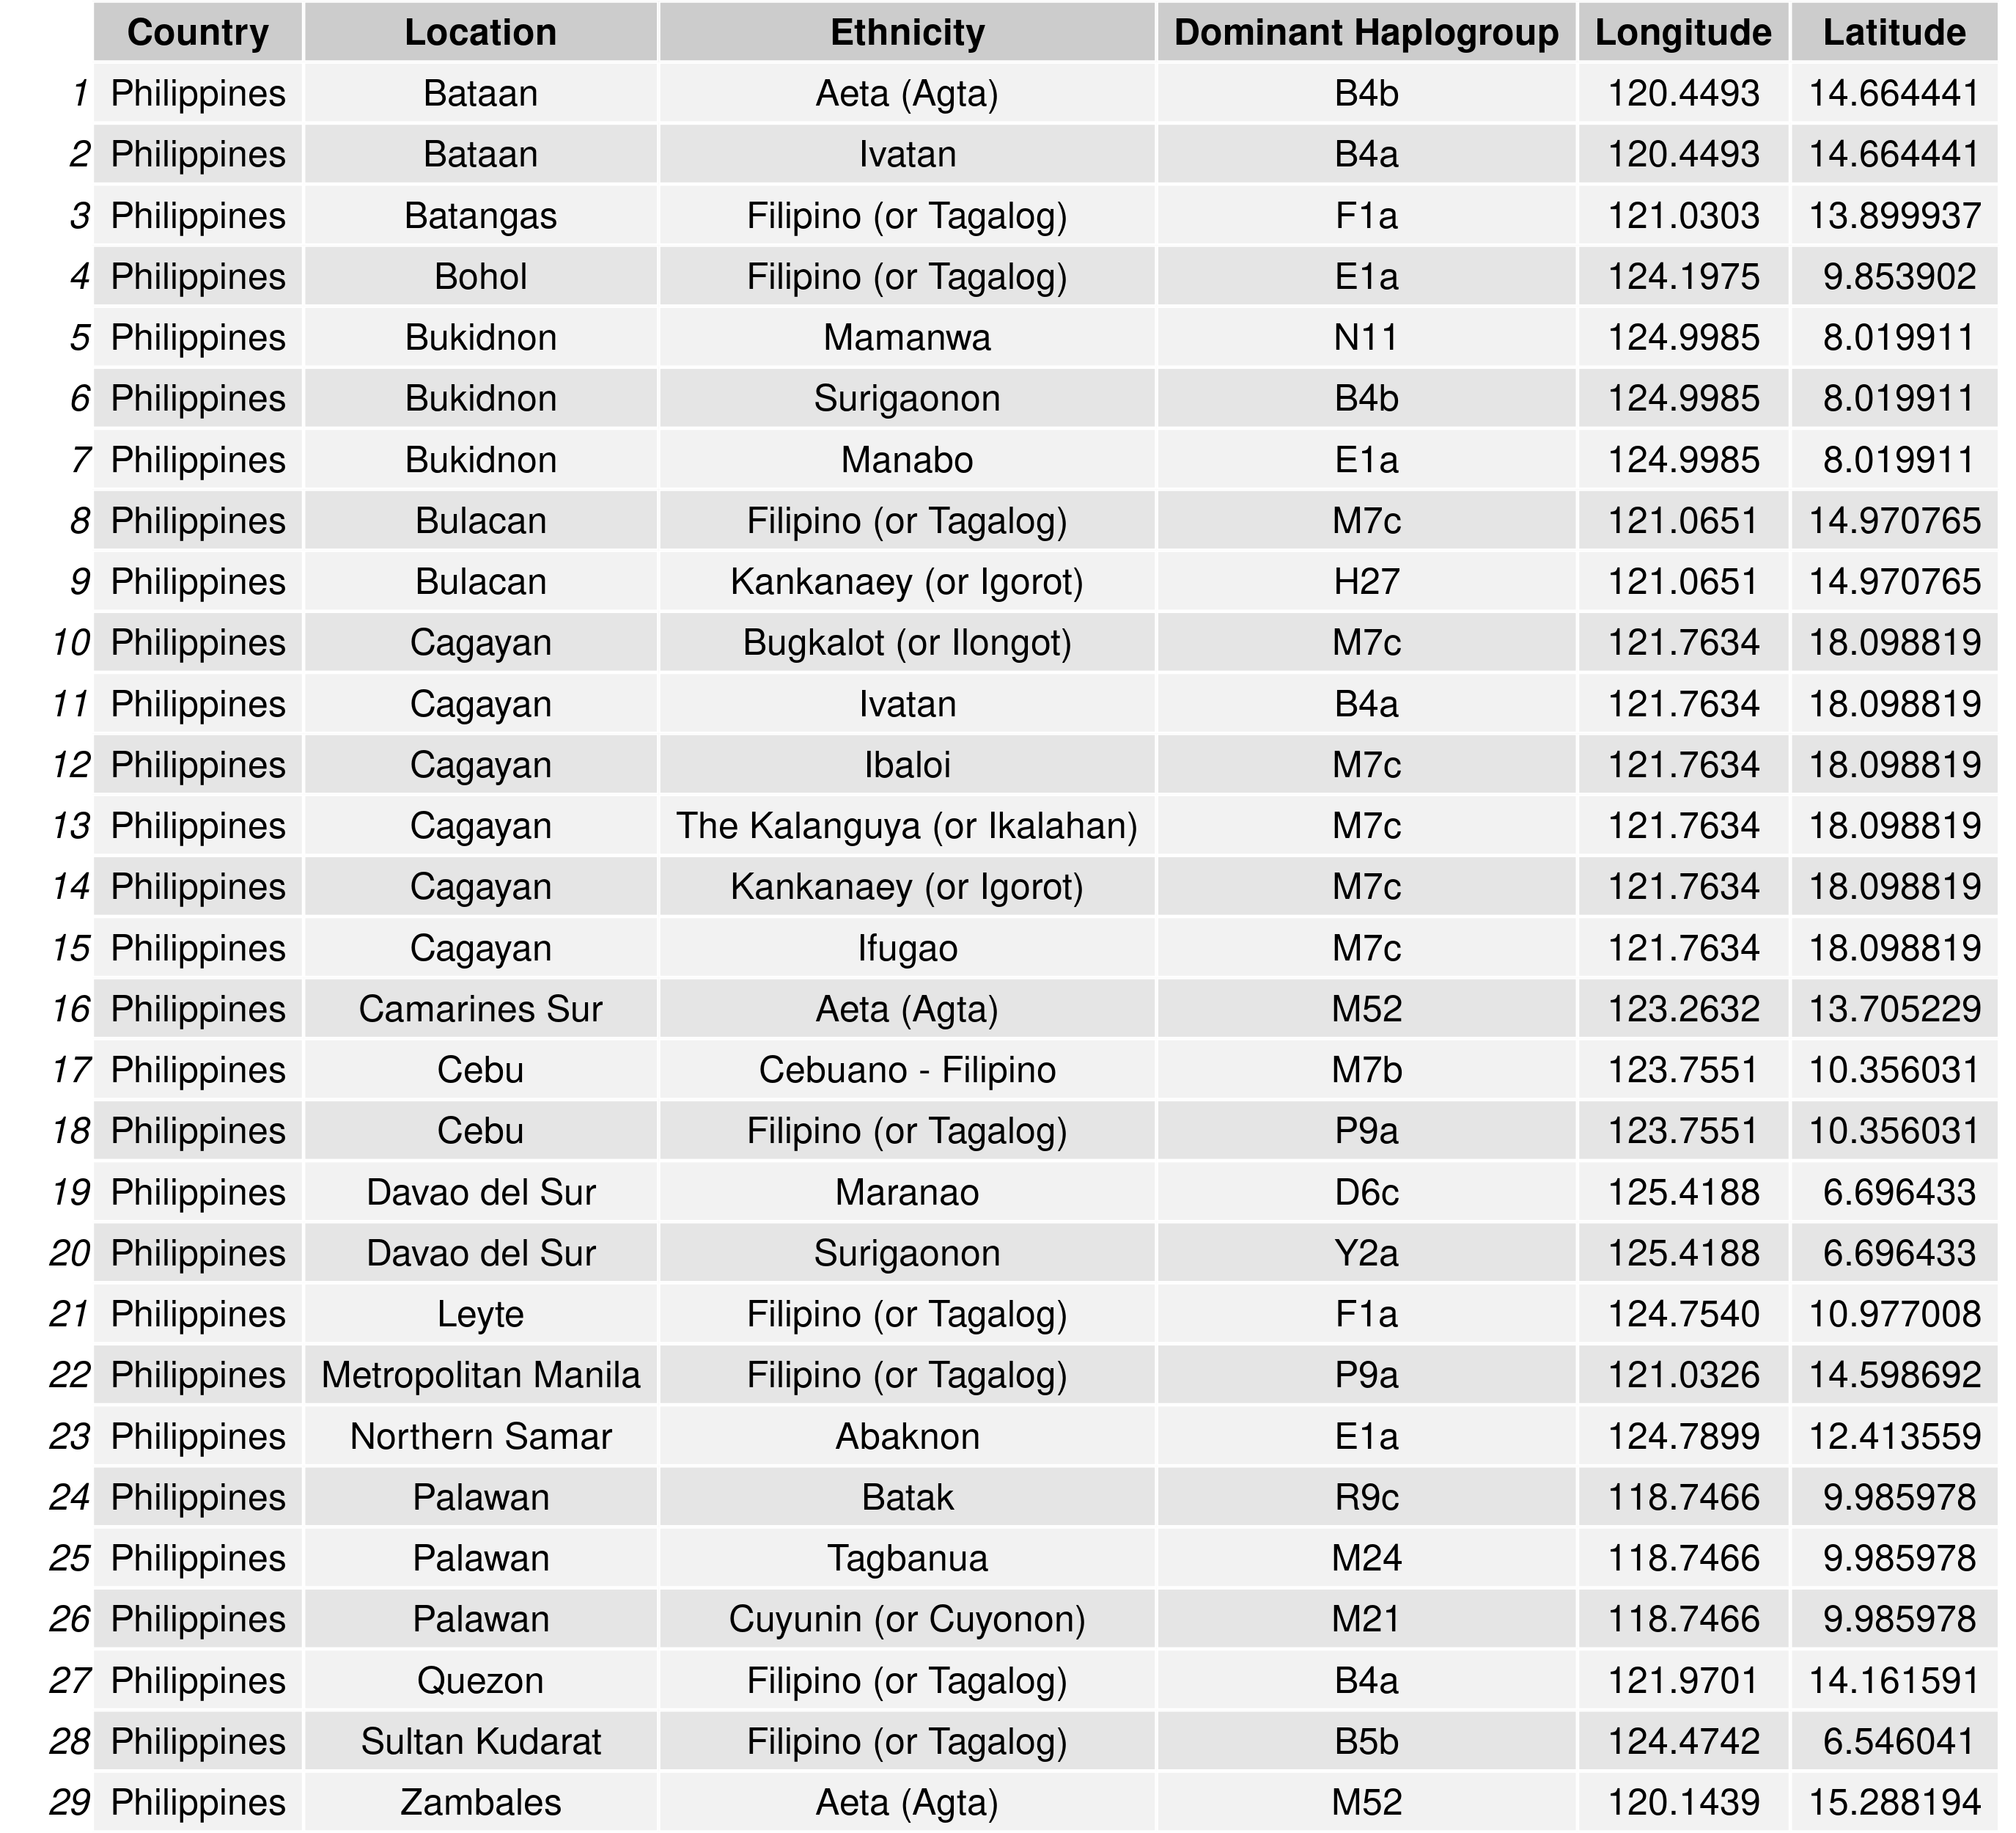 Country Location Ethnicity Dominant Haplogroup Longitude Latitude
1 Philippines Bataan Aeta (Agta) B4b 120.4493 14.664441
2 Philippines Bataan Ivatan B4a 120.4493 14.664441
3 Philippines Batangas Filipino (or Tagalog) F1a 121.0303 13.899937
4 Philippines Bohol Filipino (or Tagalog) E1a 124.1975 9.853902
5 Philippines Bukidnon Mamanwa N11 124.9985 8.019911
6 Philippines Bukidnon Surigaonon B4b 124.9985 8.019911
7 Philippines Bukidnon Manabo E1a 124.9985 8.019911
8 Philippines Bulacan Filipino (or Tagalog) M7c 121.0651 14.970765
9 Philippines Bulacan Kankanaey (or Igorot) H27 121.0651 14.970765
10 Philippines Cagayan Bugkalot (or Ilongot) M7c 121.7634 18.098819
11 Philippines Cagayan Ivatan B4a 121.7634 18.098819
12 Philippines Cagayan Ibaloi M7c 121.7634 18.098819
13 Philippines Cagayan The Kalanguya (or Ikalahan) M7c 121.7634 18.098819
14 Philippines Cagayan Kankanaey (or Igorot) M7c 121.7634 18.098819
15 Philippines Cagayan Ifugao M7c 121.7634 18.098819
16 Philippines Camarines Sur Aeta (Agta) M52 123.2632 13.705229
17 Philippines Cebu Cebuano - Filipino M7b 123.7551 10.356031
18 Philippines Cebu Filipino (or Tagalog) P9a 123.7551 10.356031
19 Philippines Davao del Sur Maranao D6c 125.4188 6.696433
20 Philippines Davao del Sur Surigaonon Y2a 125.4188 6.696433
21 Philippines Leyte Filipino (or Tagalog) F1a 124.7540 10.977008
22 Philippines Metropolitan Manila Filipino (or Tagalog) P9a 121.0326 14.598692
23 Philippines Northern Samar Abaknon E1a 124.7899 12.413559
24 Philippines Palawan Batak R9c 118.7466 9.985978
25 Philippines Palawan Tagbanua M24 118.7466 9.985978
26 Philippines Palawan Cuyunin (or Cuyonon) M21 118.7466 9.985978
27 Philippines Quezon Filipino (or Tagalog) B4a 121.9701 14.161591
28 Philippines Sultan Kudarat Filipino (or Tagalog) B5b 124.4742 6.546041
29 Philippines Zambales Aeta (Agta) M52 120.1439 15.288194